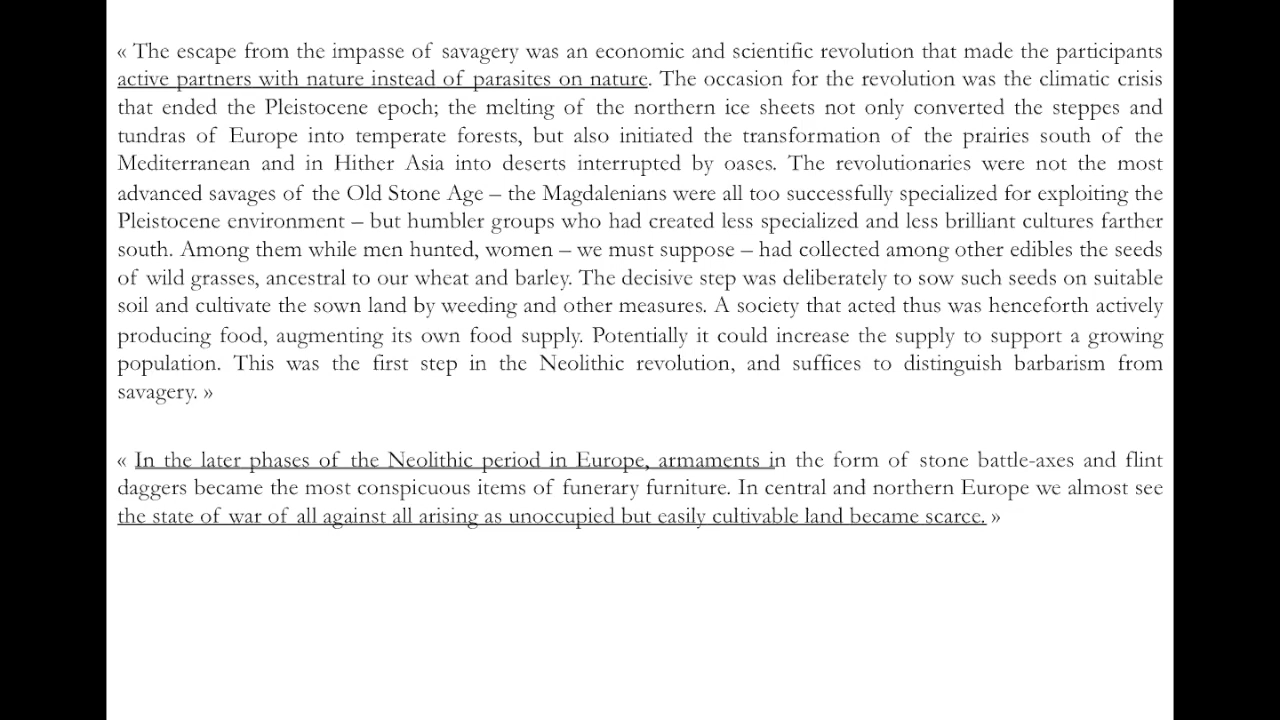 « The escape from the impasse of savagery was an economic and scientific revolution that made the participants
active partners with nature instead of parasites on nature. The occasion for the revolution was the climatic crisis
that ended the Pleistocene epoch; the melting of the northern ice sheets not only converted the steppes and
tundras of Europe into temperate forests, but also initiated the transformation of the prairies south of the
Mediterranean and in Hither Asia into deserts interrupted by oases. The revolutionaries were not the most
advanced savages of the Old Stone Age – the Magdalenians were all too successfully specialized for exploiting the
Pleistocene environment – but humbler groups who had created less specialized and less brilliant cultures farther
south. Among them while men hunted, women – we must suppose – had collected among other edibles the seeds
of wild grasses, ancestral to our wheat and barley. The decisive step was deliberately to sow such seeds on suitable
soil and cultivate the sown land by weeding and other measures. A society that acted thus was henceforth actively
producing food, augmenting its own food supply. Potentially it could increase the supply to support a growing
population. This was the first step in the Neolithic revolution, and suffices to distinguish barbarism from
savagery. »
« In the later phases of the Neolithic period in Europe, armaments in the form of stone battle-axes and flint
daggers became the most conspicuous items of funerary furniture. In central and northern Europe we almost see
the state of war of all against all arising as unoccupied but easily cultivable land became scarce. »